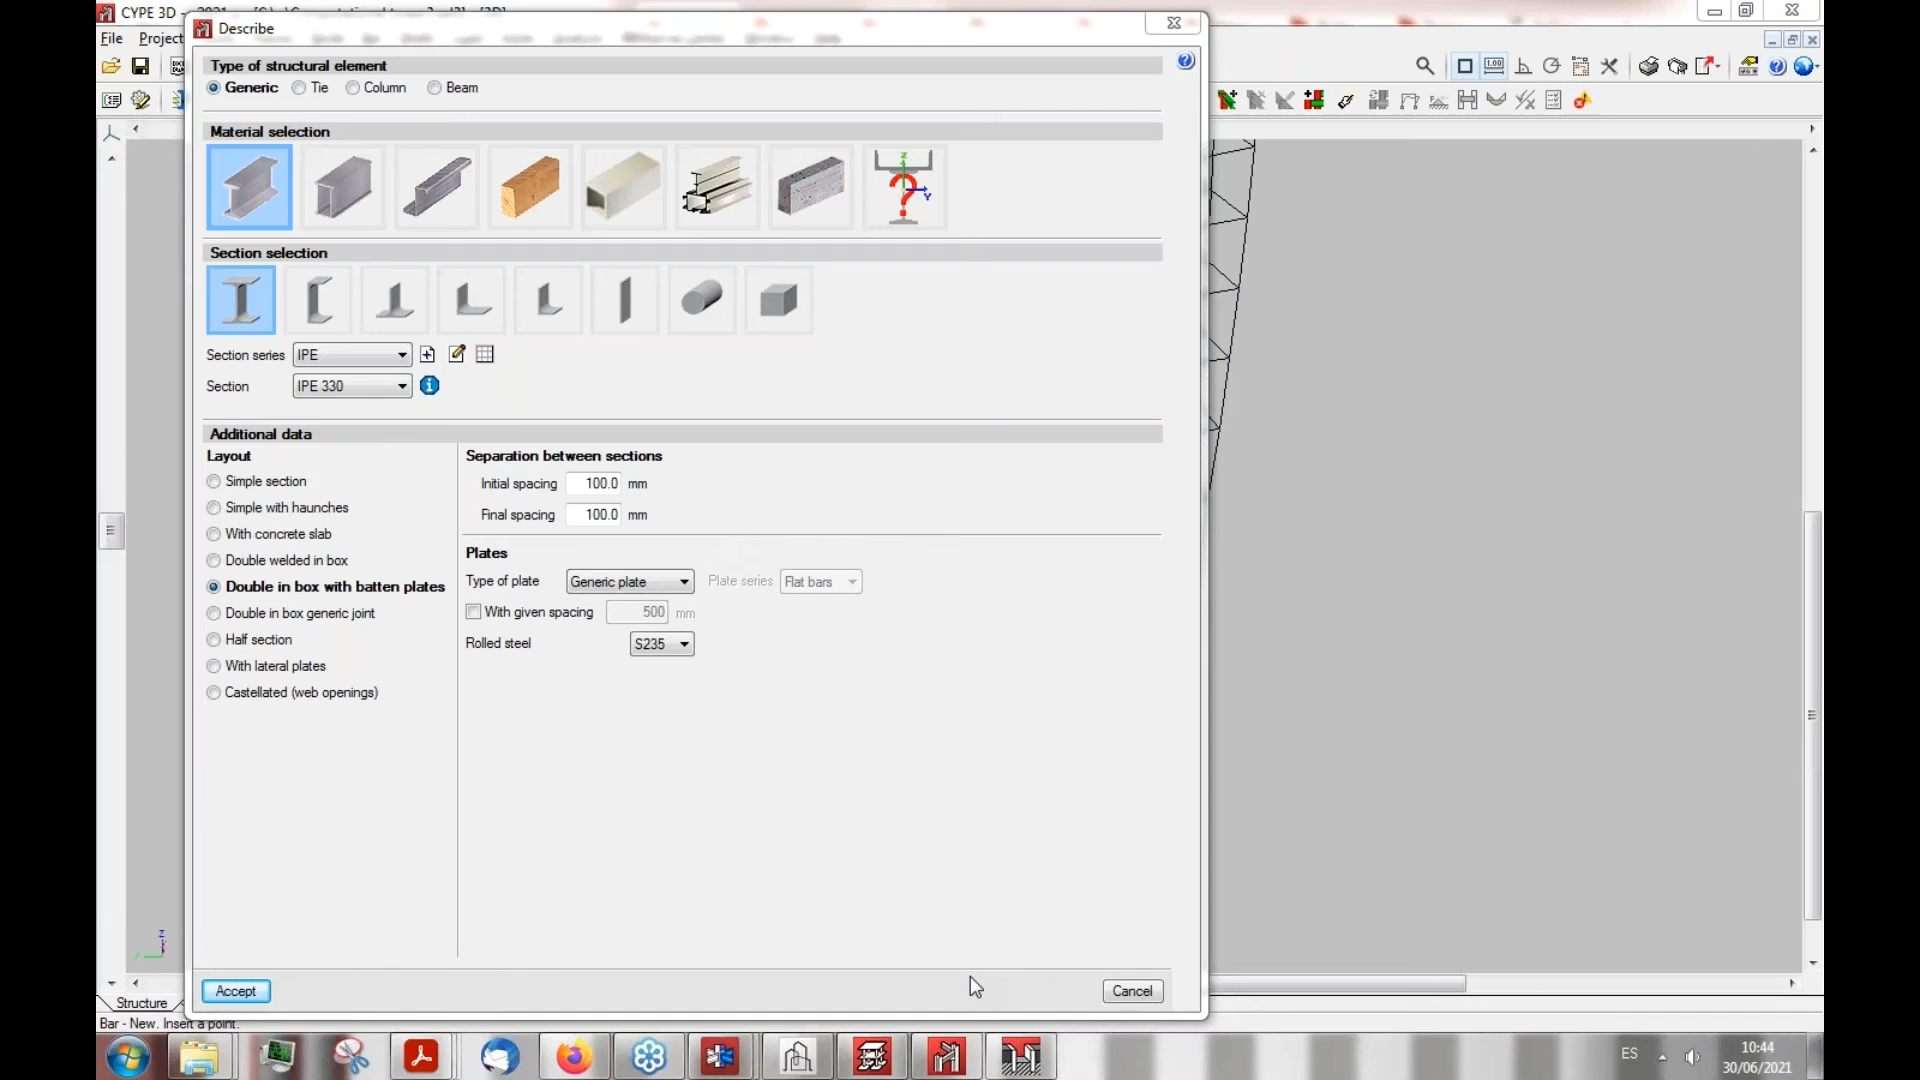 CYPE 3D -
Describe
File Project
Type of structural element
Generic Tie Column Beam
Material selection
Section selection
Section series IPE
Section IPE 330
Additional data
Layout
Simple section
Simple with haunches
With concrete slab
Double welded in box
Double in box with batten plates
Double in box generic joint
Half section
With lateral plates
Castellated (web openings)
Separation between sections
Initial spacing 100.0 mm
Final spacing 100.0 mm
Plates
Type of plate Generic plate Plate series Flat bars
With given spacing 500 mm
Rolled steel S235
Accept Cancel
Structure
Bar - New. Insert a point.
ES
10:44
30/06/2021